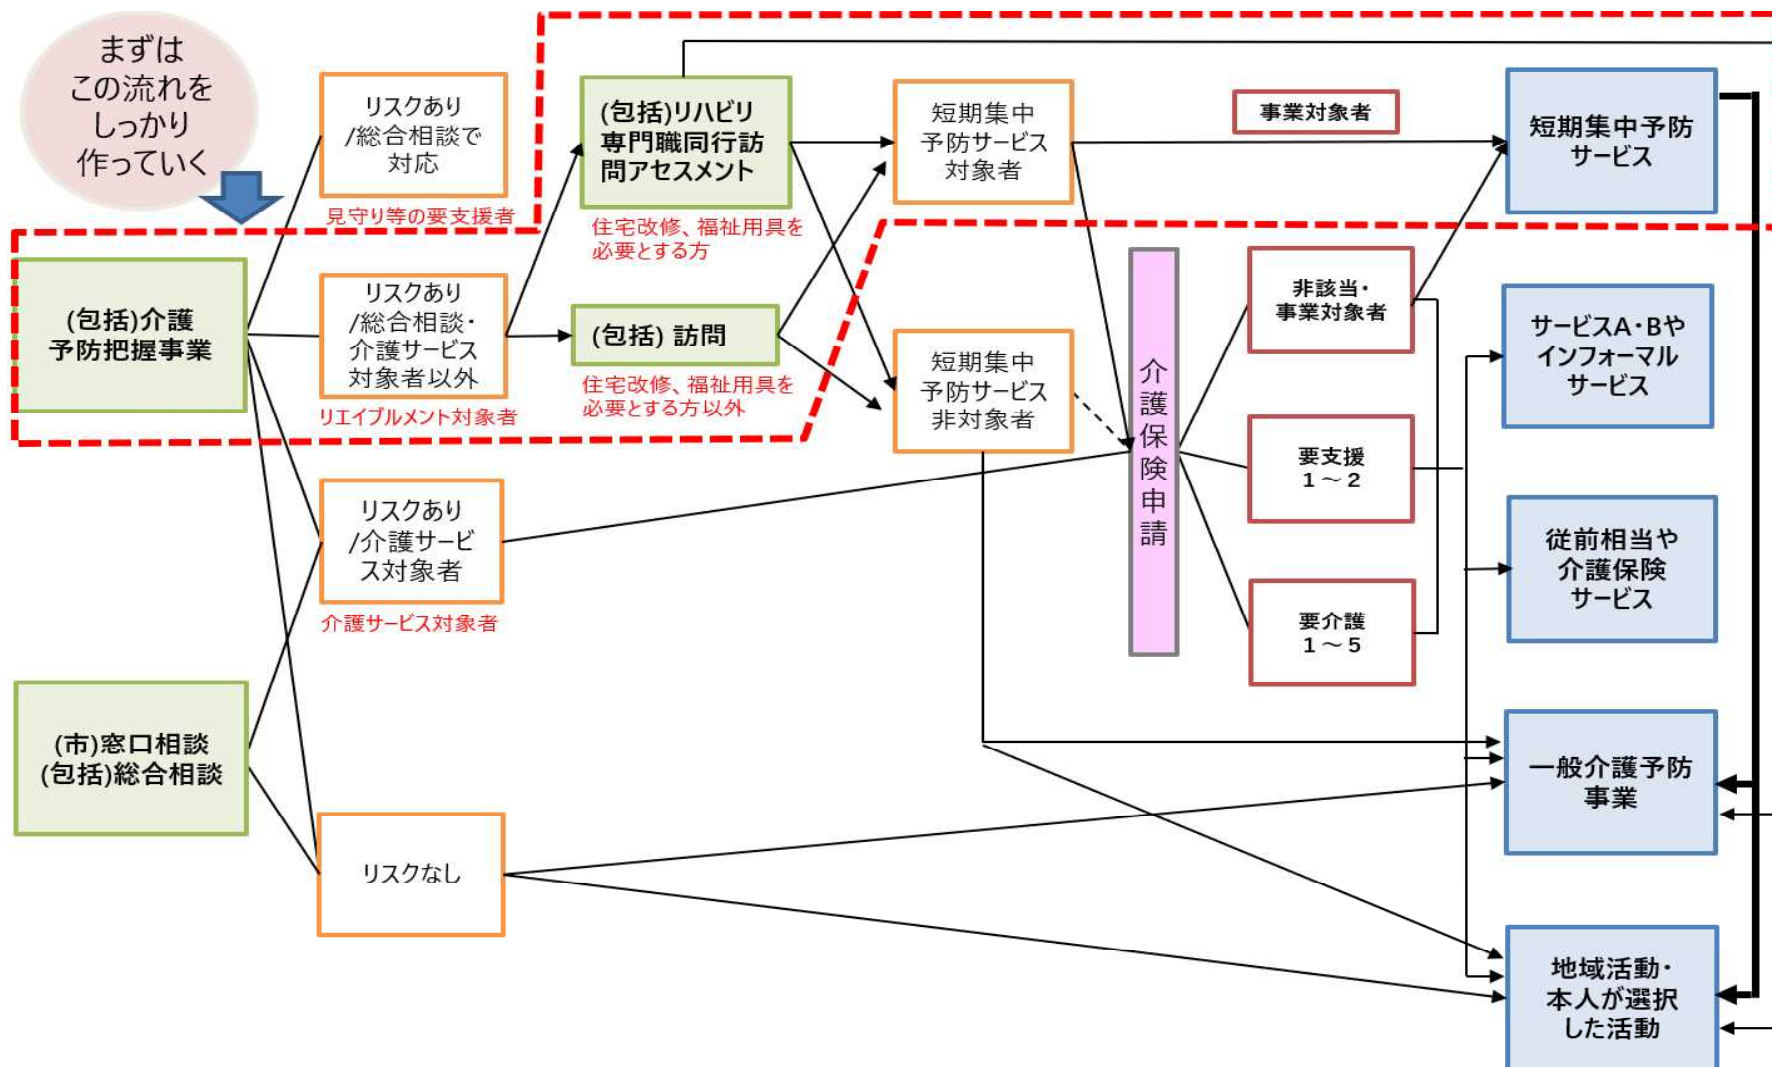 まずは
この流れを
しっかり
作っていく
リスクあり
/総合相談で
対応
見守り等の要支援者
(包括)リハビリ
専門職同行訪
問アセスメント
住宅改修、福祉用具を
必要とする方
短期集中
予防サービス
対象者
事業対象者
短期集中予防
サービス
(包括)介護
予防把握事業
リスクあり
/総合相談・
介護サービス
対象者以外
リエイブルメント対象者
(包括) 訪問
住宅改修、福祉用具を
必要とする方以外
短期集中
予防サービス
非対象者
介護保険申請
非該当・
事業対象者
サービスA・Bや
インフォーマル
サービス
要支援
1～2
リスクあり
/介護サービ
ス対象者
介護サービス対象者
従前相当や
介護保険
サービス
要介護
1～5
(市)窓口相談
(包括)総合相談
一般介護予防
事業
リスクなし
地域活動・
本人が選択
した活動